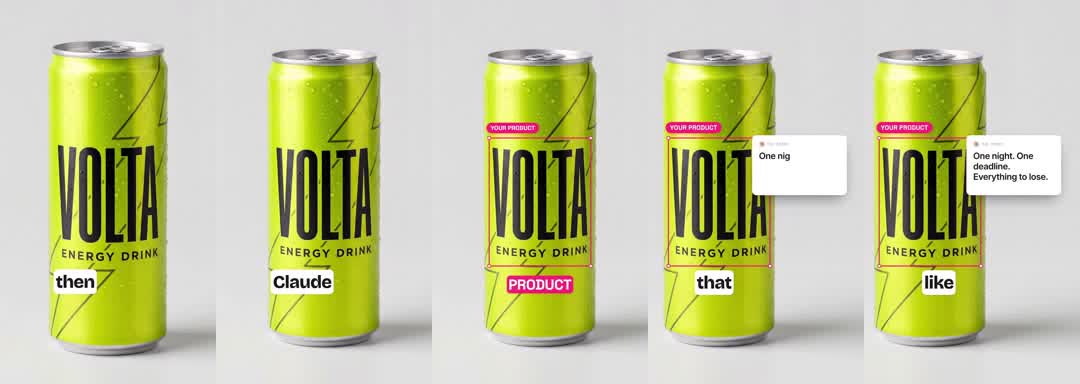 VOLTA
ENERGY DRINK
then
VOLTA
ENERGY DRINK
Claude
YOUR PRODUCT
VOLTA
ENERGY DRINK
PRODUCT
YOUR PRODUCT
One nig
VOLTA
ENERGY DRINK
that
YOUR PRODUCT
One night. One
deadline.
Everything to lose.
VOLTA
ENERGY DRINK
like